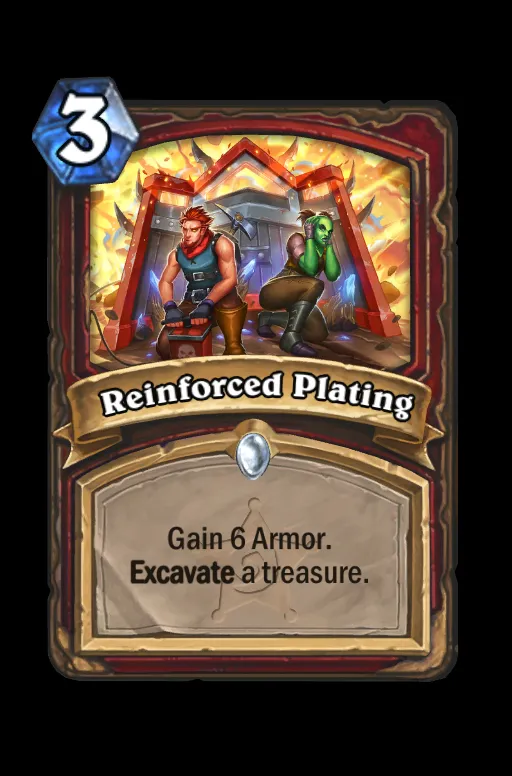 3
Reinforced Plating
Gain 6 Armor.
Excavate a treasure.